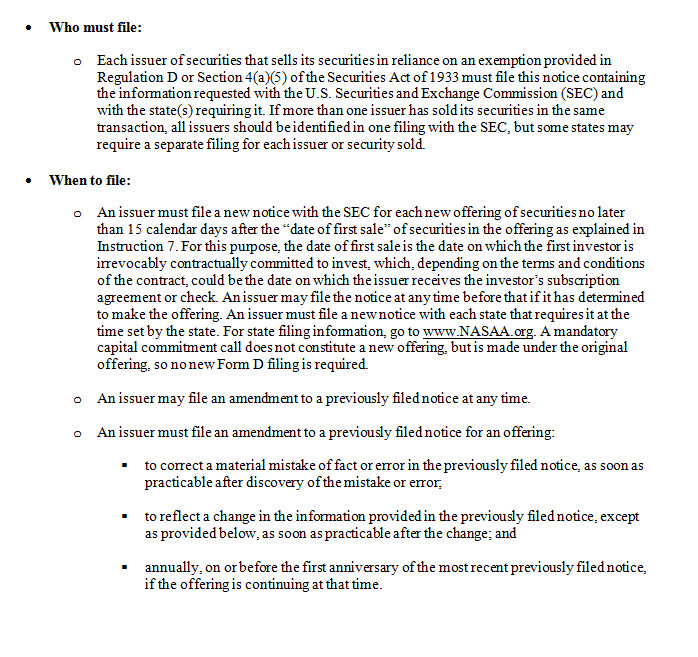 • Who must file:
o Each issuer of securities that sells its securities in reliance on an exemption provided in
Regulation D or Section 4(a)(5) of the Securities Act of 1933 must file this notice containing
the information requested with the U.S. Securities and Exchange Commission (SEC) and
with the state(s) requiring it. If more than one issuer has sold its securities in the same
transaction, all issuers should be identified in one filing with the SEC, but some states may
require a separate filing for each issuer or security sold.
• When to file:
o An issuer must file a new notice with the SEC for each new offering of securities no later
than 15 calendar days after the “date of first sale” of securities in the offering as explained in
Instruction 7. For this purpose, the date of first sale is the date on which the first investor is
irrevocably contractually committed to invest, which, depending on the terms and conditions
of the contract, could be the date on which the issuer receives the investor’s subscription
agreement or check. An issuer may file the notice at any time before that if it has determined
to make the offering. An issuer must file a new notice with each state that requires it at the
time set by the state. For state filing information, go to www.NASAA.org. A mandatory
capital commitment call does not constitute a new offering, but is made under the original
offering, so no new Form D filing is required.
o An issuer may file an amendment to a previously filed notice at any time.
o An issuer must file an amendment to a previously filed notice for an offering:
▪ to correct a material mistake of fact or error in the previously filed notice, as soon as
practicable after discovery of the mistake or error;
▪ to reflect a change in the information provided in the previously filed notice, except
as provided below, as soon as practicable after the change; and
▪ annually, on or before the first anniversary of the most recent previously filed notice,
if the offering is continuing at that time.